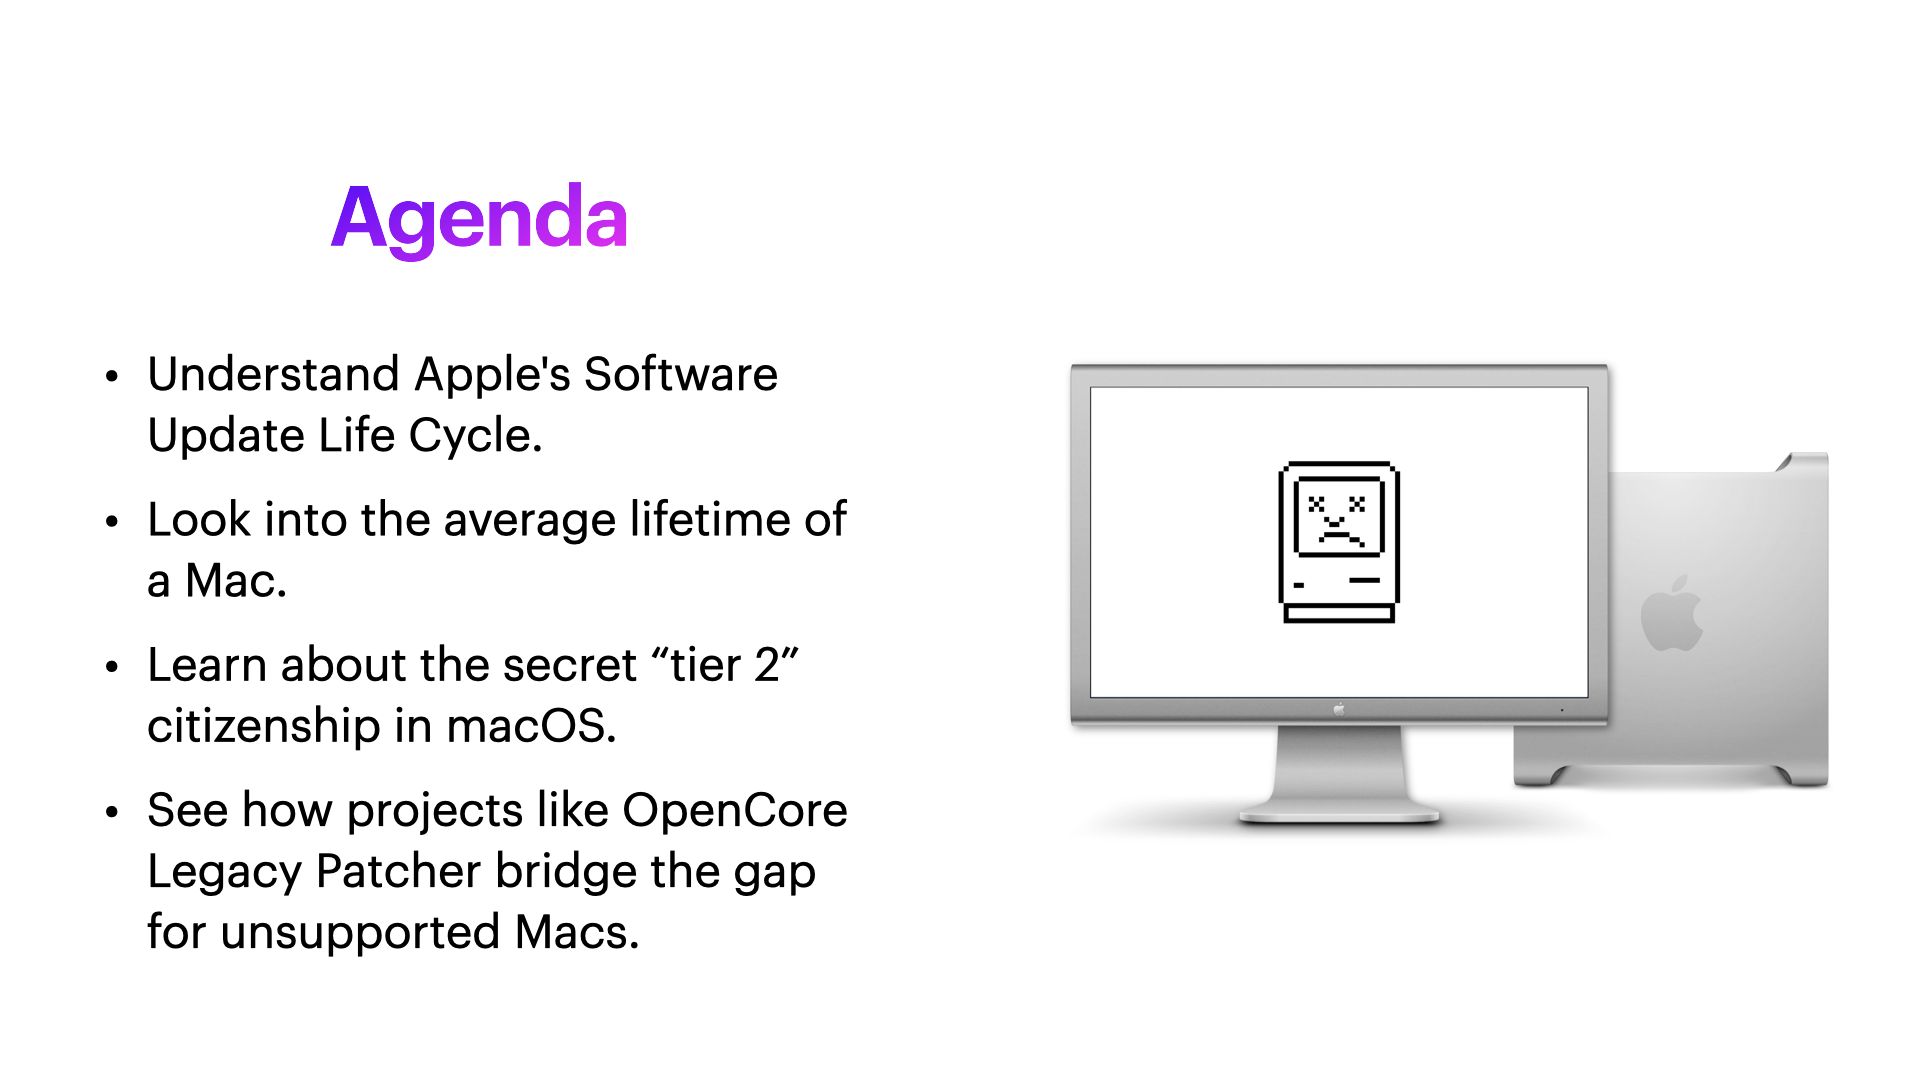 Agenda
• Understand Apple's Software
Update Life Cycle.
• Look into the average lifetime of
a Mac.
• Learn about the secret “tier 2”
citizenship in macOS.
• See how projects like OpenCore
Legacy Patcher bridge the gap
for unsupported Macs.